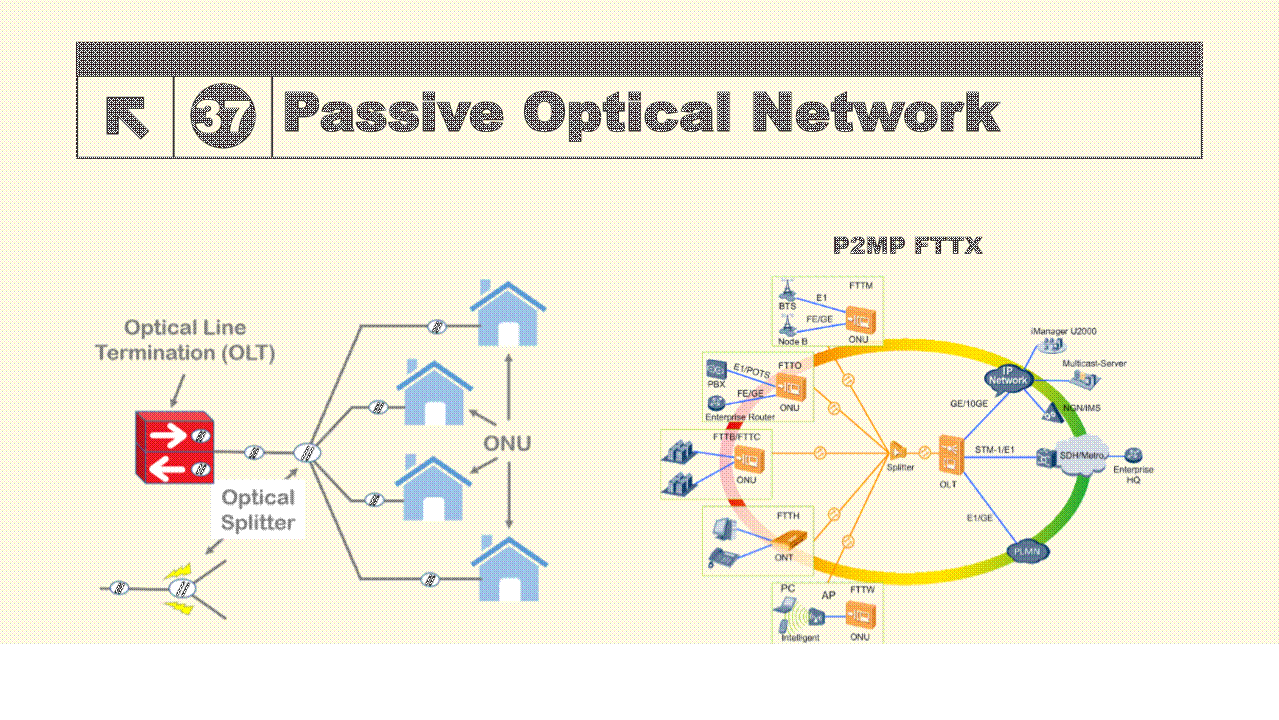 37 Passive Optical Network
Optical Line
Termination (OLT)
ONU
Optical
Splitter
P2MP FTTX
FTTM
BTS
E1
FE/GE
Node B
ONU
FTTO
PBX
E1/POTS
FE/GE
ONU
Enterprise Router
FTTB/FTTC
ONU
FTTH
ONT
PC
AP
FTTW
Intelligent
ONU
Splitter
OLT
iManager U2000
IP
Network
Multicast-Server
GE/10GE
NGN/IMS
STM-1/E1
SDH/Metro
Enterprise
HQ
E1/GE
PLMN